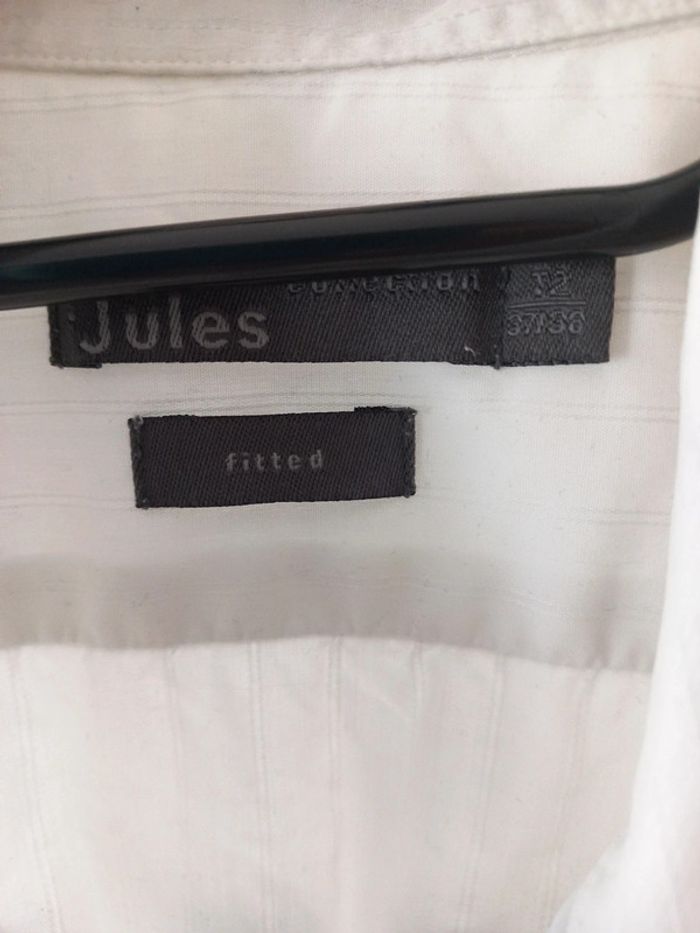 collection
T2
Jules
37/38
fitted